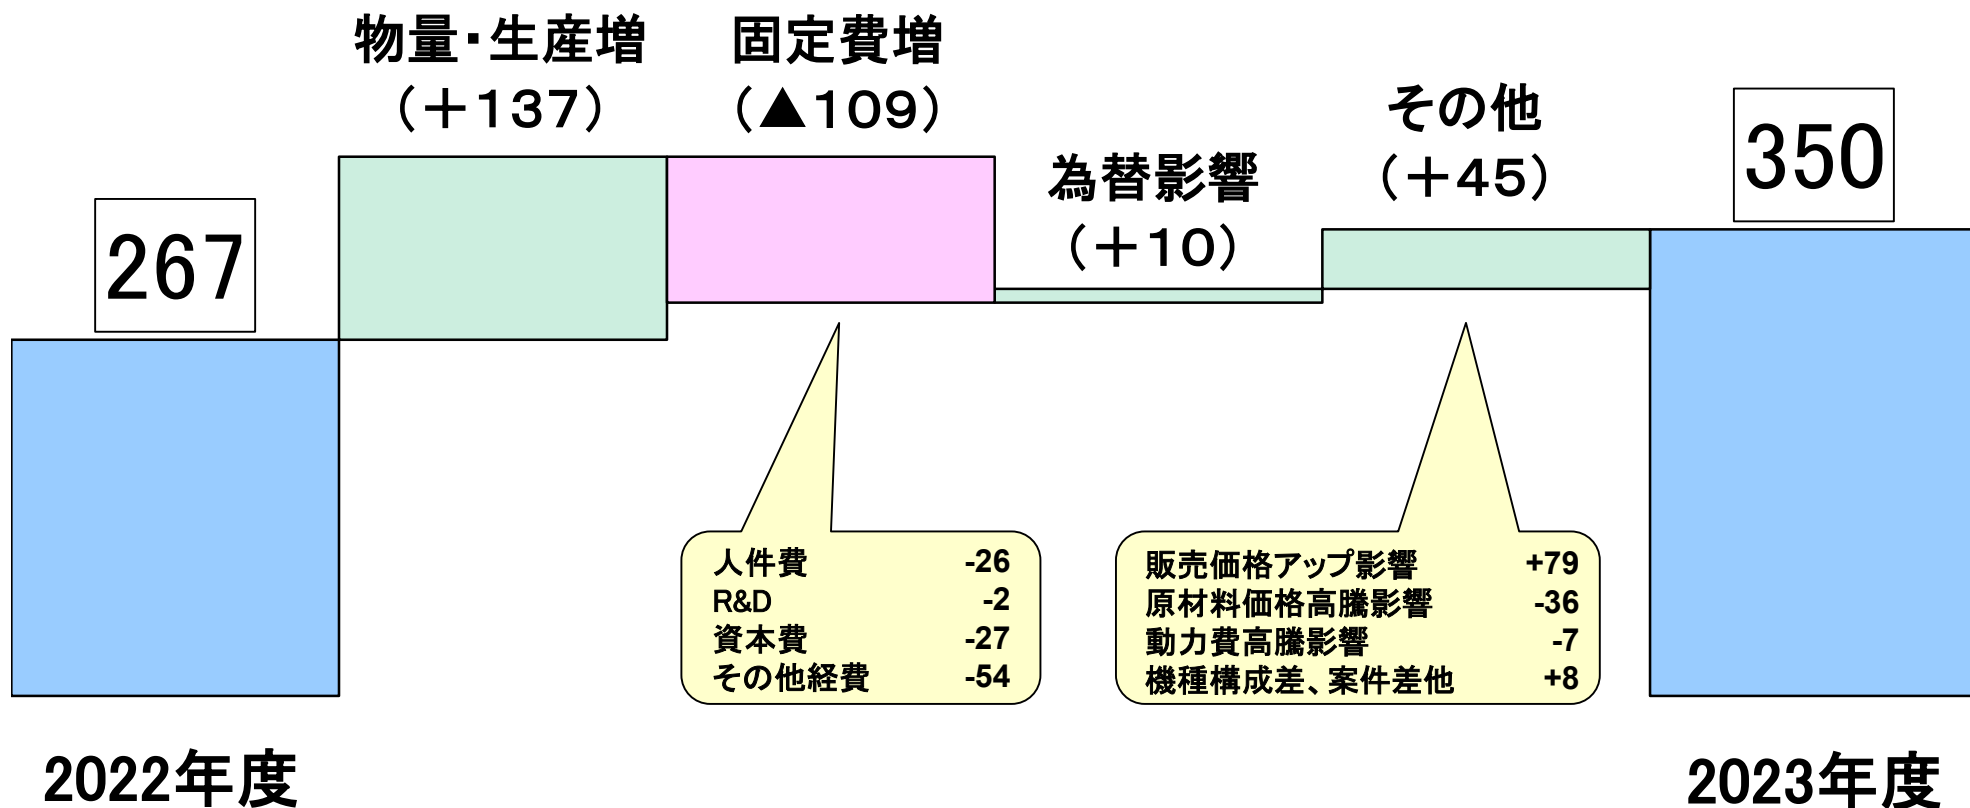 物量・生産増
（＋137）
固定費増
（▲109）
為替影響
（＋10）
その他
（＋45）
267
350
人件費 -26
R&D -2
資本費 -27
その他経費 -54
販売価格アップ影響 +79
原材料価格高騰影響 -36
動力費高騰影響 -7
機種構成差、案件差他 +8
2022年度
2023年度